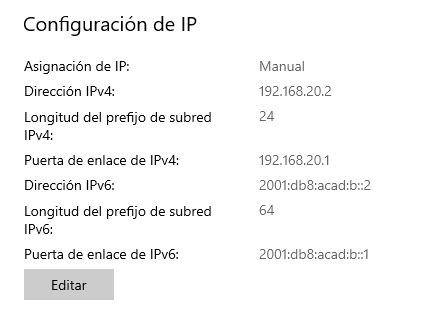 Configuración de IP
Asignación de IP: Manual
Dirección IPv4: 192.168.20.2
Longitud del prefijo de subred 24
IPv4:
Puerta de enlace de IPv4: 192.168.20.1
Dirección IPv6: 2001:db8:acad:b::2
Longitud del prefijo de subred 64
IPv6:
Puerta de enlace de IPv6: 2001:db8:acad:b::1
Editar